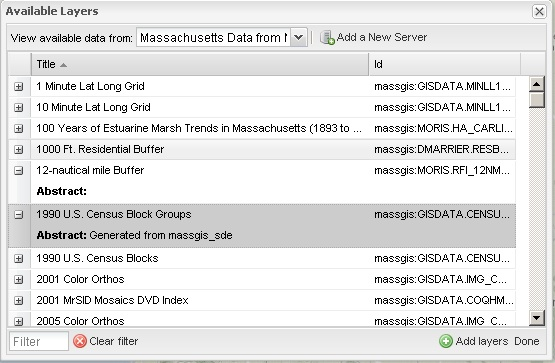 Available Layers
View available data from: Massachusetts Data from Add a New Server
Title Id
1 Minute Lat Long Grid massgis:GISDATA.MINLL1...
10 Minute Lat Long Grid massgis:GISDATA.MINLL1...
100 Years of Estuarine Marsh Trends in Massachusetts (1893 to ... massgis:MORIS.HA_CARLI...
1000 Ft. Residential Buffer massgis:DMARRIER.RESB...
12-nautical mile Buffer massgis:MORIS.RFI_12NM...
Abstract:
1990 U.S. Census Block Groups massgis:GISDATA.CENSU...
Abstract: Generated from massgis_sde
1990 U.S. Census Blocks massgis:GISDATA.CENSU...
2001 Color Orthos massgis:GISDATA.IMG_C...
2001 MrSID Mosaics DVD Index massgis:GISDATA.COQHM...
2005 Color Orthos massgis:GISDATA.IMG_C...
Filter Clear filter Add layers Done